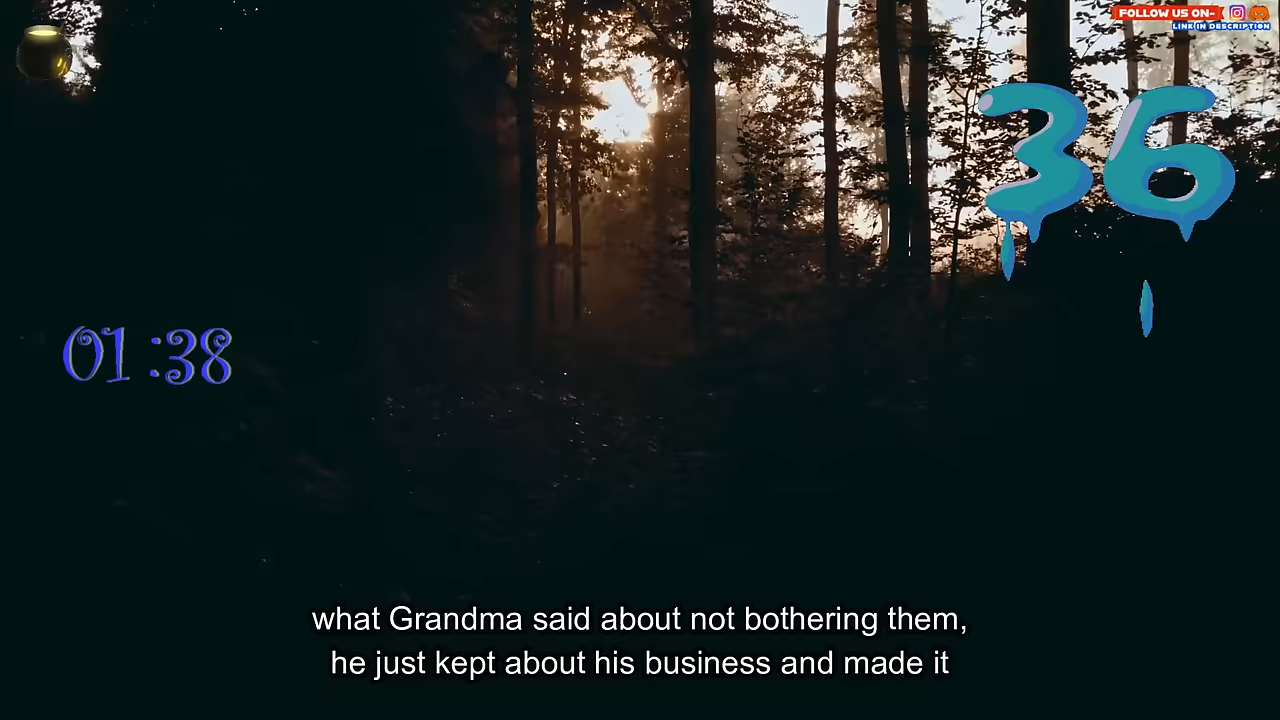 FOLLOW US ON-
LINK IN DESCRIPTION
36
01:38
what Grandma said about not bothering them,
he just kept about his business and made it